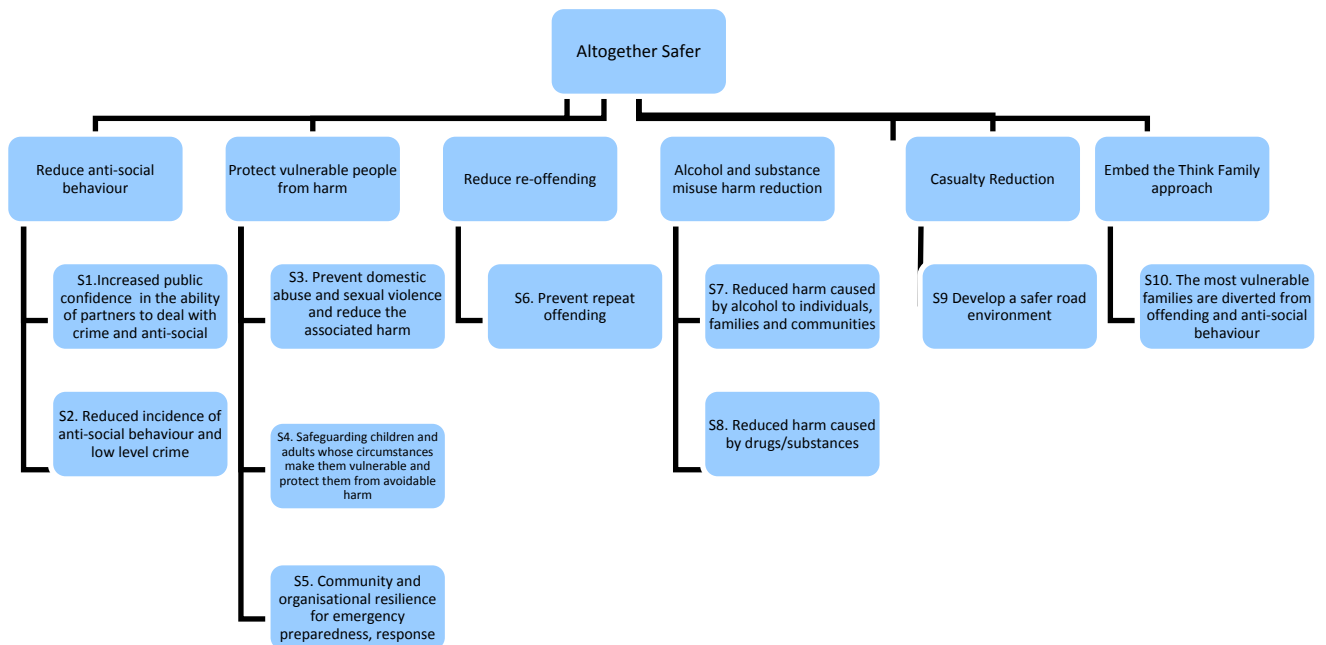 Altogether Safer
Reduce anti-social
behaviour
Protect vulnerable people
from harm
Reduce re-offending
Alcohol and substance
misuse harm reduction
Casualty Reduction
Embed the Think Family
approach
S1.Increased public
confidence  in the ability
of partners to deal with
crime and anti-social
S2. Reduced incidence of
anti-social behaviour and
low level crime
S3. Prevent domestic
abuse and sexual violence
and reduce the
associated harm
S4. Safeguarding children and
adults whose circumstances
make them vulnerable and
protect them from avoidable
harm
S5. Community and
organisational resilience
for emergency
preparedness, response
S6. Prevent repeat
offending
S7. Reduced harm caused
by alcohol to individuals,
families and communities
S8. Reduced harm caused
by drugs/substances
S9 Develop a safer road
environment
S10. The most vulnerable
families are diverted from
offending and anti-social
behaviour